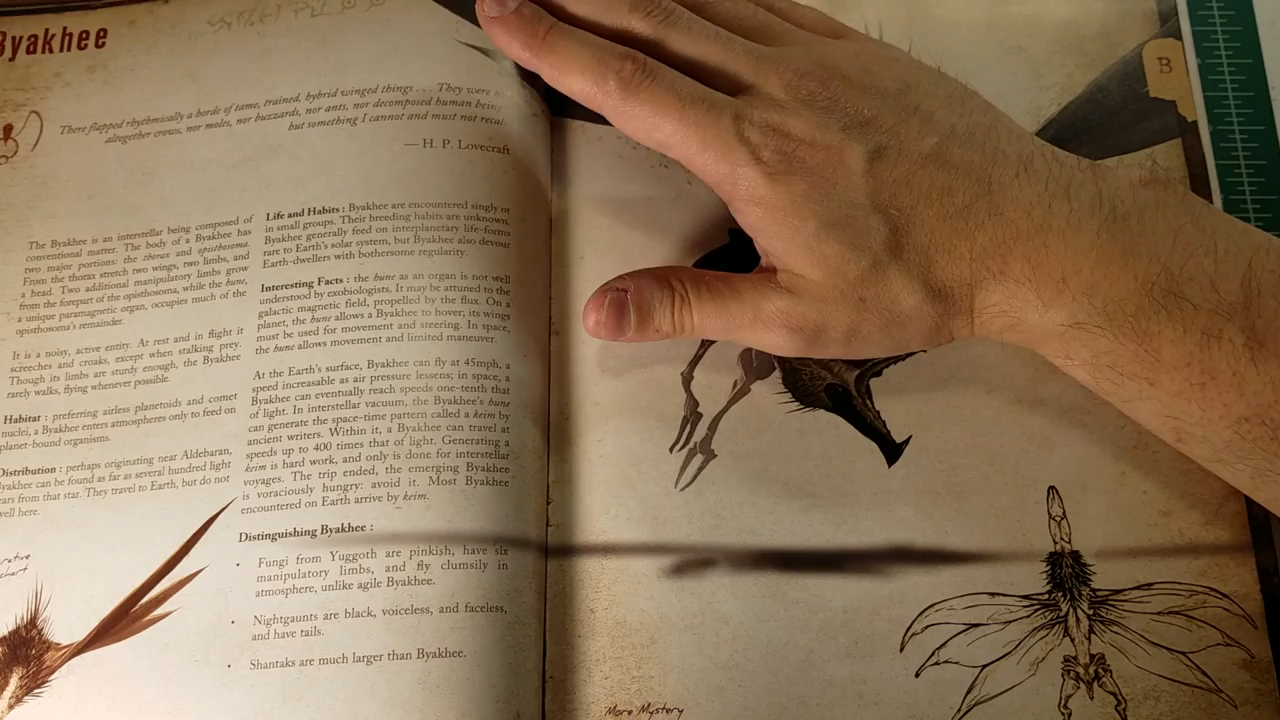 Byakhee
There flapped rhythmically a horde of tame, trained, hybrid winged things . . . They were
altogether crows, nor moles, nor buzzards, nor ants, nor decomposed human
but something I cannot and must not
— H. P. Lovecraft
The Byakhee is an interstellar being composed of
conventional matter. The body of a Byakhee has
two major portions: the thorax and opisthosoma.
From the thorax stretch two wings, two limbs, and
a head. Two additional manipulatory limbs grow
from the forepart of the opisthosoma, while the hune,
a unique paramagnetic organ, occupies much of the
opisthosoma's remainder.
It is a noisy, active entity. At rest and in flight it
screeches and croaks, except when stalking prey.
Though its limbs are sturdy enough, the Byakhee
rarely walks, flying whenever possible.
Habitat : preferring airless planetoids and comet
nuclei, a Byakhee enters atmospheres only to feed on
planet-bound organisms.
Distribution : perhaps originating near Aldebaran,
Byakhee can be found as far as several hundred light
ears from that star. They travel to Earth, but do not
well here.
Life and Habits : Byakhee are encountered singly or
in small groups. Their breeding habits are unknown.
Byakhee generally feed on interplanetary life-forms
rare to Earth's solar system, but Byakhee also devour
Earth-dwellers with bothersome regularity.
Interesting Facts : the hune as an organ is not well
understood by exobiologists. It may be attuned to the
galactic magnetic field, propelled by the flux. On a
planet, the hune allows a Byakhee to hover; its wings
must be used for movement and steering. In space,
the hune allows movement and limited maneuver.
At the Earth's surface, Byakhee can fly at 45mph, a
speed increasable as air pressure lessens; in space, a
Byakhee can eventually reach speeds one-tenth that
of light. In interstellar vacuum, the Byakhee's hune
can generate the space-time pattern called a keim by
ancient writers. Within it, a Byakhee can travel at
speeds up to 400 times that of light. Generating a
keim is hard work, and only is done for interstellar
voyages. The trip ended, the emerging Byakhee
is voraciously hungry: avoid it. Most Byakhee
encountered on Earth arrive by keim.
Distinguishing Byakhee :
• Fungi from Yuggoth are pinkish, have six
manipulatory limbs, and fly clumsily in
atmosphere, unlike agile Byakhee.
• Nightgaunts are black, voiceless, and faceless,
and have tails.
• Shantaks are much larger than Byakhee.
rative
chart
B
More Mystery